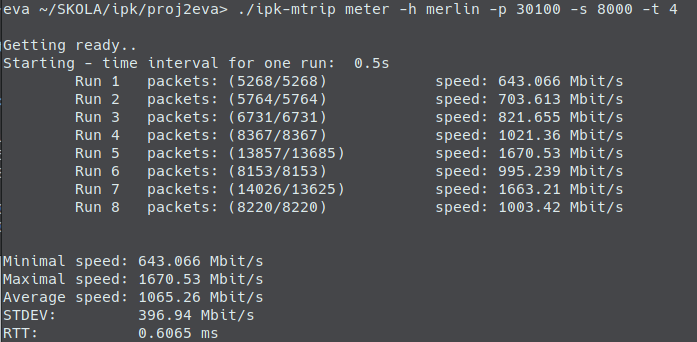 eva ~/SKOLA/ipk/proj2eva> ./ipk-mtrip meter -h merlin -p 30100 -s 8000 -t 4
Getting ready..
Starting - time interval for one run:  0.5s
Run 1   packets: (5268/5268)   speed: 643.066 Mbit/s
Run 2   packets: (5764/5764)   speed: 703.613 Mbit/s
Run 3   packets: (6731/6731)   speed: 821.655 Mbit/s
Run 4   packets: (8367/8367)   speed: 1021.36 Mbit/s
Run 5   packets: (13857/13685)   speed: 1670.53 Mbit/s
Run 6   packets: (8153/8153)   speed: 995.239 Mbit/s
Run 7   packets: (14026/13625)   speed: 1663.21 Mbit/s
Run 8   packets: (8220/8220)   speed: 1003.42 Mbit/s
Minimal speed: 643.066 Mbit/s
Maximal speed: 1670.53 Mbit/s
Average speed: 1065.26 Mbit/s
STDEV:   396.94 Mbit/s
RTT:   0.6065 ms